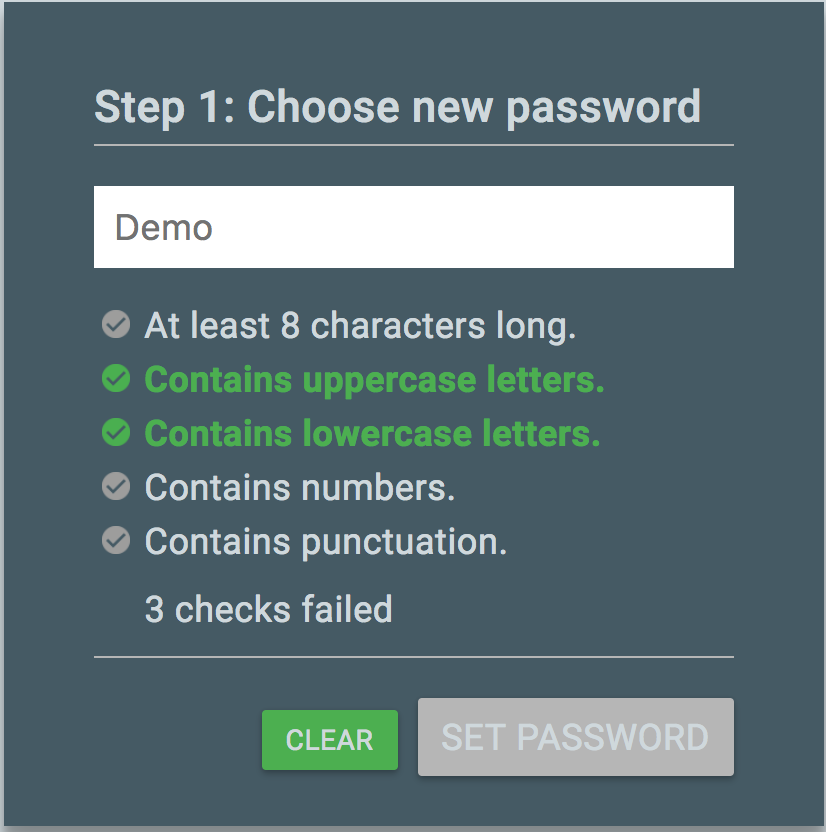 Step 1: Choose new password
Demo
At least 8 characters long.
Contains uppercase letters.
Contains lowercase letters.
Contains numbers.
Contains punctuation.
3 checks failed
CLEAR
SET PASSWORD